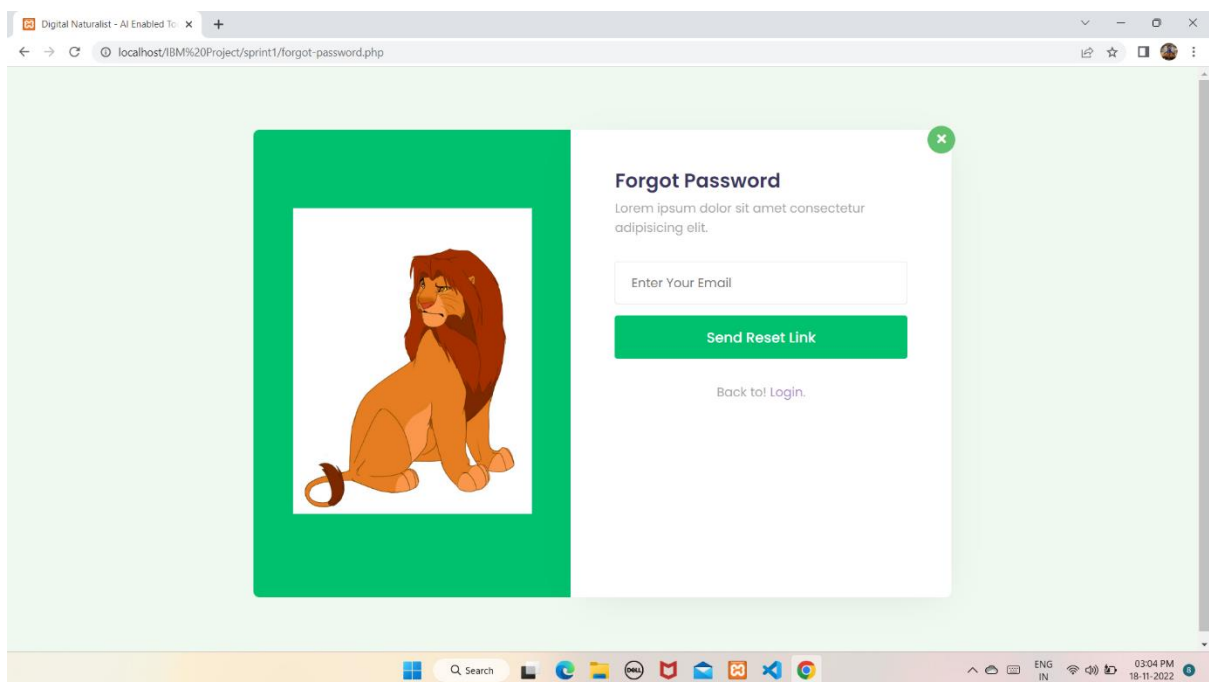 Digital Naturalist - AI Enabled To
localhost/IBM%20Project/sprint1/forgot-password.php
Forgot Password
Lorem ipsum dolor sit amet consectetur
adipisicing elit.
Enter Your Email
Send Reset Link
Back to! Login.
Search
DELL
ENG
IN
03:04 PM
18-11-2022
8